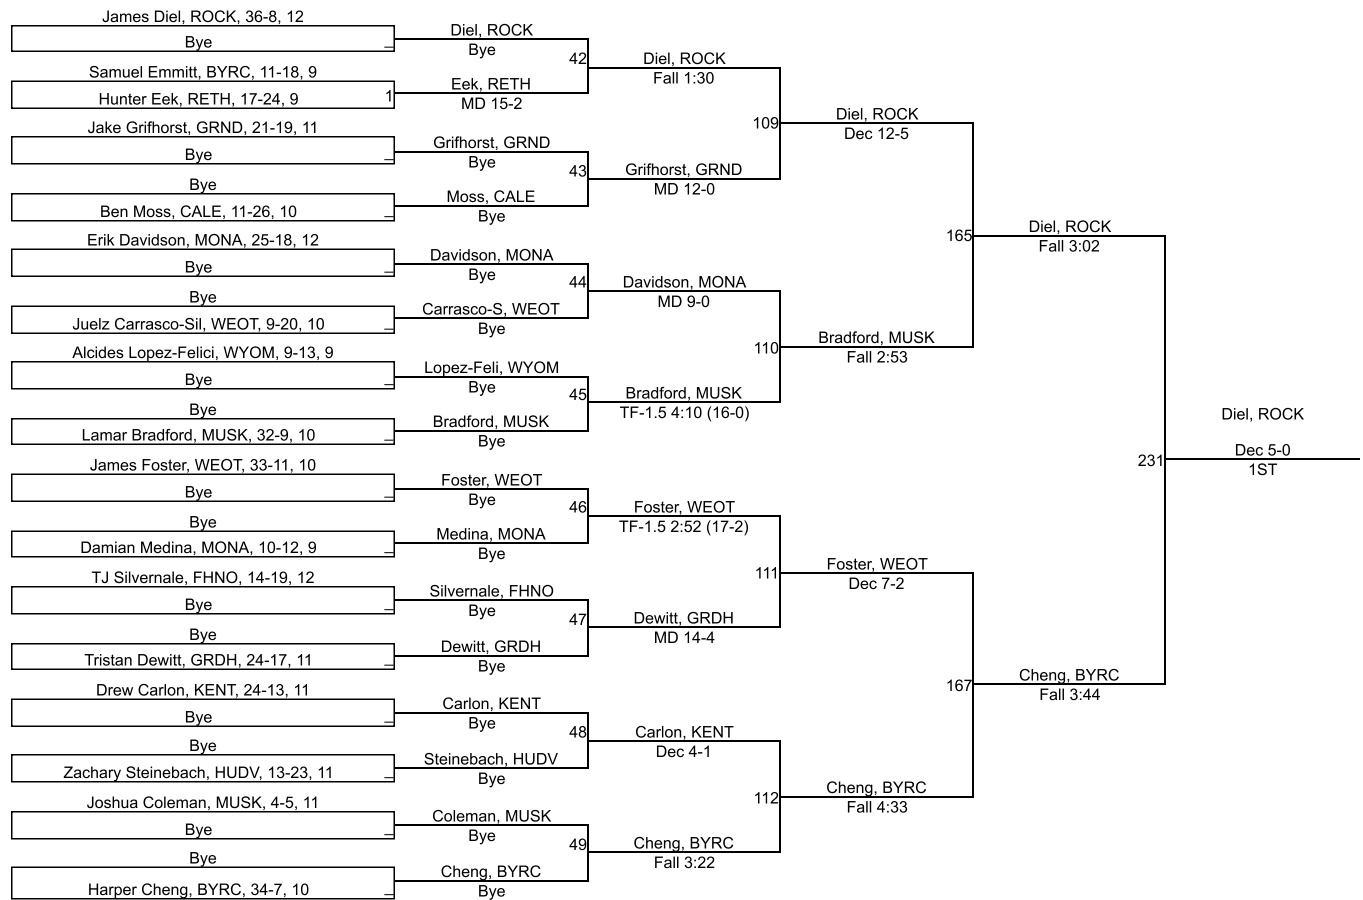 James Diel, ROCK, 36-8, 12
Bye
Samuel Emmitt, BYRC, 11-18, 9
Hunter Eek, RETH, 17-24, 9
1
Jake Grifhorst, GRND, 21-19, 11
Bye
Bye
Ben Moss, CALE, 11-26, 10
Erik Davidson, MONA, 25-18, 12
Bye
Bye
Juelz Carrasco-Sil, WEOT, 9-20, 10
Alcides Lopez-Felici, WYOM, 9-13, 9
Bye
Bye
Lamar Bradford, MUSK, 32-9, 10
James Foster, WEOT, 33-11, 10
Bye
Bye
Damian Medina, MONA, 10-12, 9
TJ Silvernale, FHNO, 14-19, 12
Bye
Bye
Tristan Dewitt, GRDH, 24-17, 11
Drew Carlon, KENT, 24-13, 11
Bye
Bye
Zachary Steinebach, HUDV, 13-23, 11
Joshua Coleman, MUSK, 4-5, 11
Bye
Bye
Harper Cheng, BYRC, 34-7, 10
Diel, ROCK
Bye
42
Eek, RETH
MD 15-2
Grifhorst, GRND
Bye
43
Moss, CALE
Bye
Davidson, MONA
Bye
44
Carrasco-S, WEOT
Bye
Lopez-Feli, WYOM
Bye
45
Bradford, MUSK
Bye
Foster, WEOT
Bye
46
Medina, MONA
Bye
Silvernale, FHNO
Bye
47
Dewitt, GRDH
Bye
Carlon, KENT
Bye
48
Steinebach, HUDV
Bye
Coleman, MUSK
Bye
49
Cheng, BYRC
Bye
Diel, ROCK
Fall 1:30
109
Grifhorst, GRND
MD 12-0
Davidson, MONA
MD 9-0
110
Bradford, MUSK
TF-1.5 4:10 (16-0)
Foster, WEOT
TF-1.5 2:52 (17-2)
111
Dewitt, GRDH
MD 14-4
Carlon, KENT
Dec 4-1
112
Cheng, BYRC
Fall 3:22
Diel, ROCK
Dec 12-5
165
Bradford, MUSK
Fall 2:53
Foster, WEOT
Dec 7-2
167
Cheng, BYRC
Fall 4:33
Diel, ROCK
Fall 3:02
231
Cheng, BYRC
Fall 3:44
Diel, ROCK
Dec 5-0
1ST